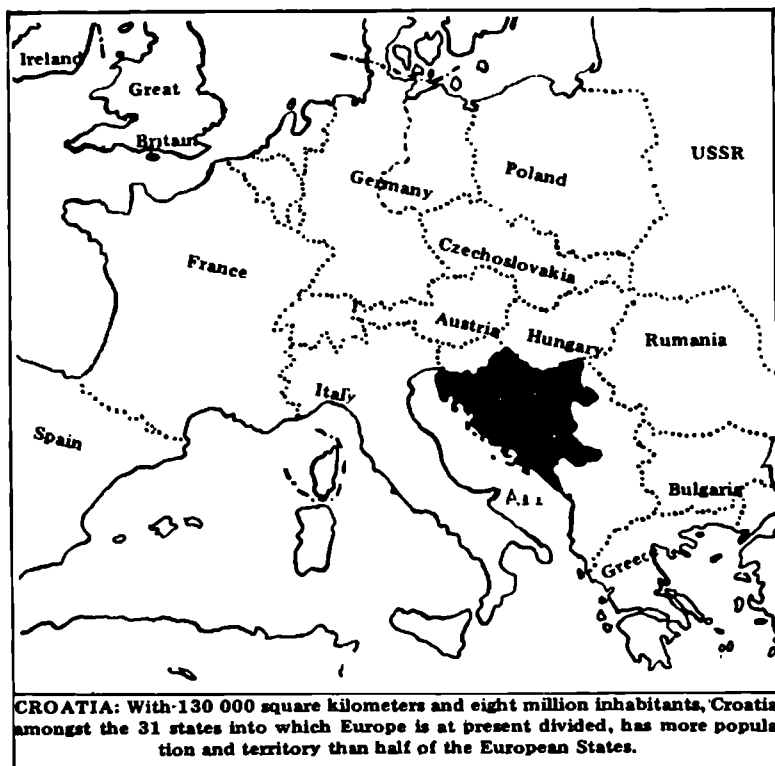 Ireland
Great
Britain
USSR
Poland
Germany
Czechoslovakia
France
Austria
Hungary
Rumania
Italy
Spain
Bulgaria
Greece
CROATIA: With 130 000 square kilometers and eight million inhabitants, Croatia
amongst the 31 states into which Europe is at present divided, has more popula
tion and territory than half of the European States.